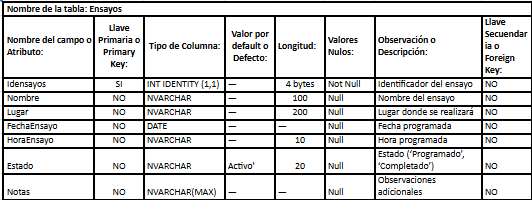 Nombre de la tabla: Ensayos
Nombre del campo o Atributo: | Llave Primaria o Primary Key: | Tipo de Columna: | Valor por default o Defecto: | Longitud: | Valores Nulos: | Observación o Descripción: | Llave Secundaria o Foreign Key:
Idensayos | SI | INT IDENTITY (1,1) | — | 4 bytes | Not Null | Identificador del ensayo | NO
Nombre | NO | NVARCHAR | — | 100 | Null | Nombre del ensayo | NO
Lugar | NO | NVARCHAR | — | 200 | Null | Lugar donde se realizará | NO
FechaEnsayo | NO | DATE | — | — | Null | Fecha programada | NO
HoraEnsayo | NO | NVARCHAR | — | 10 | Null | Hora programada | NO
Estado | NO | NVARCHAR | Activo' | 20 | Null | Estado ('Programado', 'Completado') | NO
Notas | NO | NVARCHAR(MAX) | — | — | Null | Observaciones adicionales | NO